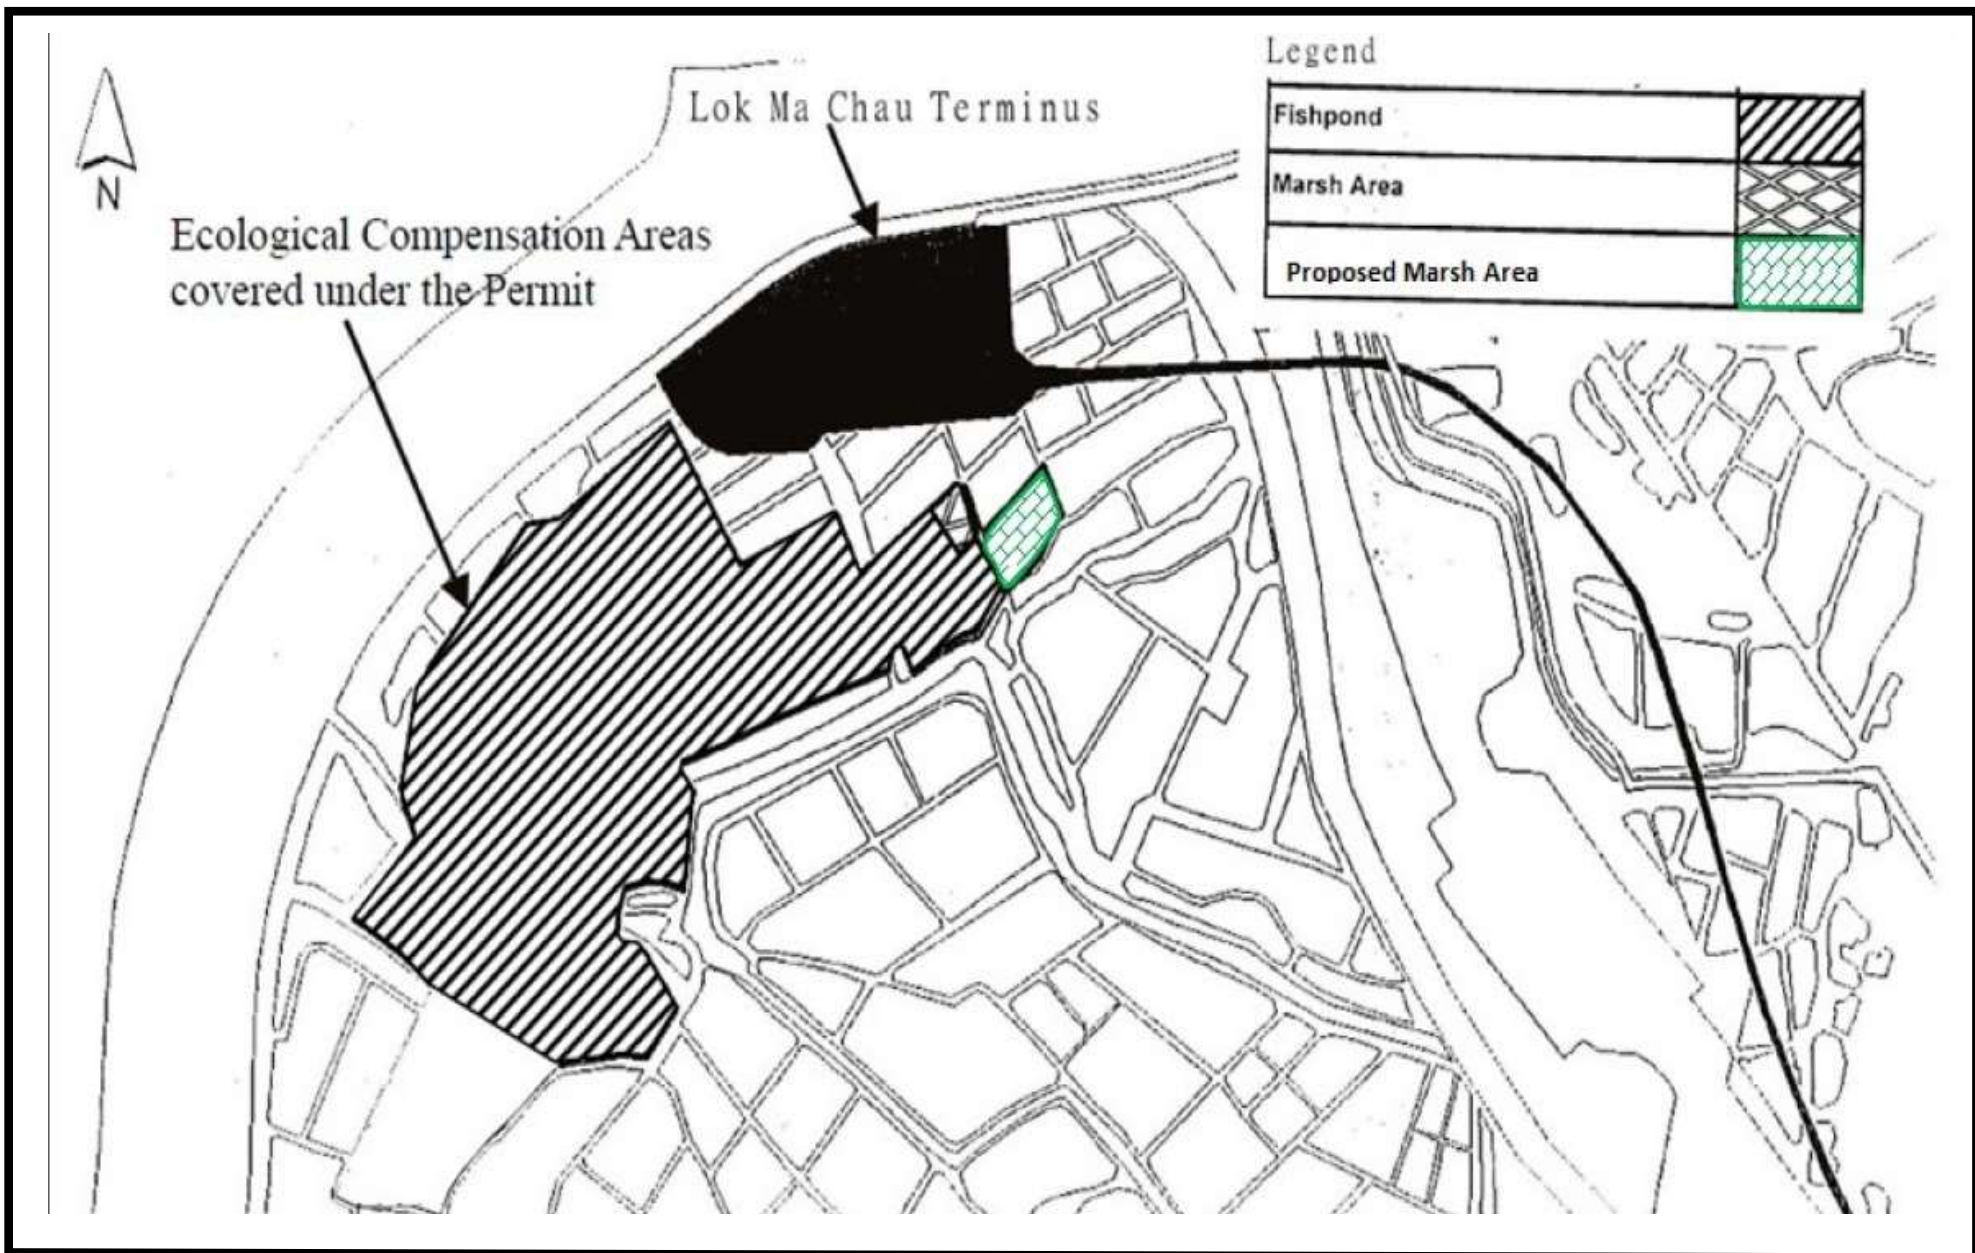 Legend
Lok Ma Chau Terminus
Fishpond
Marsh Area
N
Ecological Compensation Areas
covered under the Permit
Proposed Marsh Area